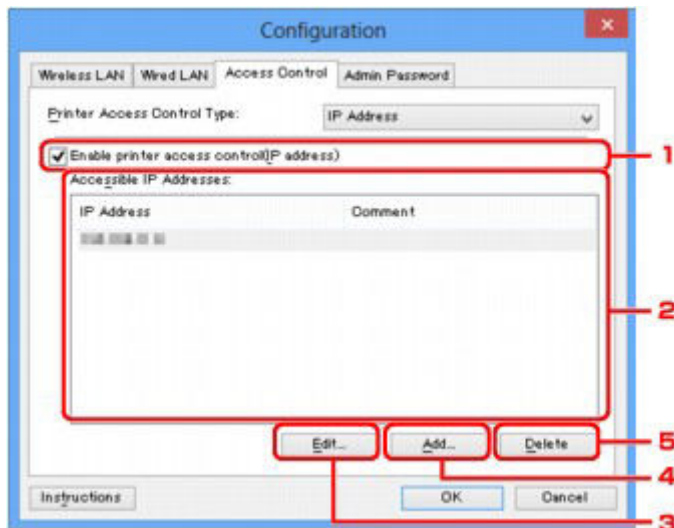 Configuration
Wireless LAN Wired LAN Access Control Admin Password
Printer Access Control Type: IP Address
Enable printer access control(IP address)
1
Accessible IP Addresses:
IP Address Comment
2
Edit... Add... Delete
5
4
Instructions OK Cancel
3